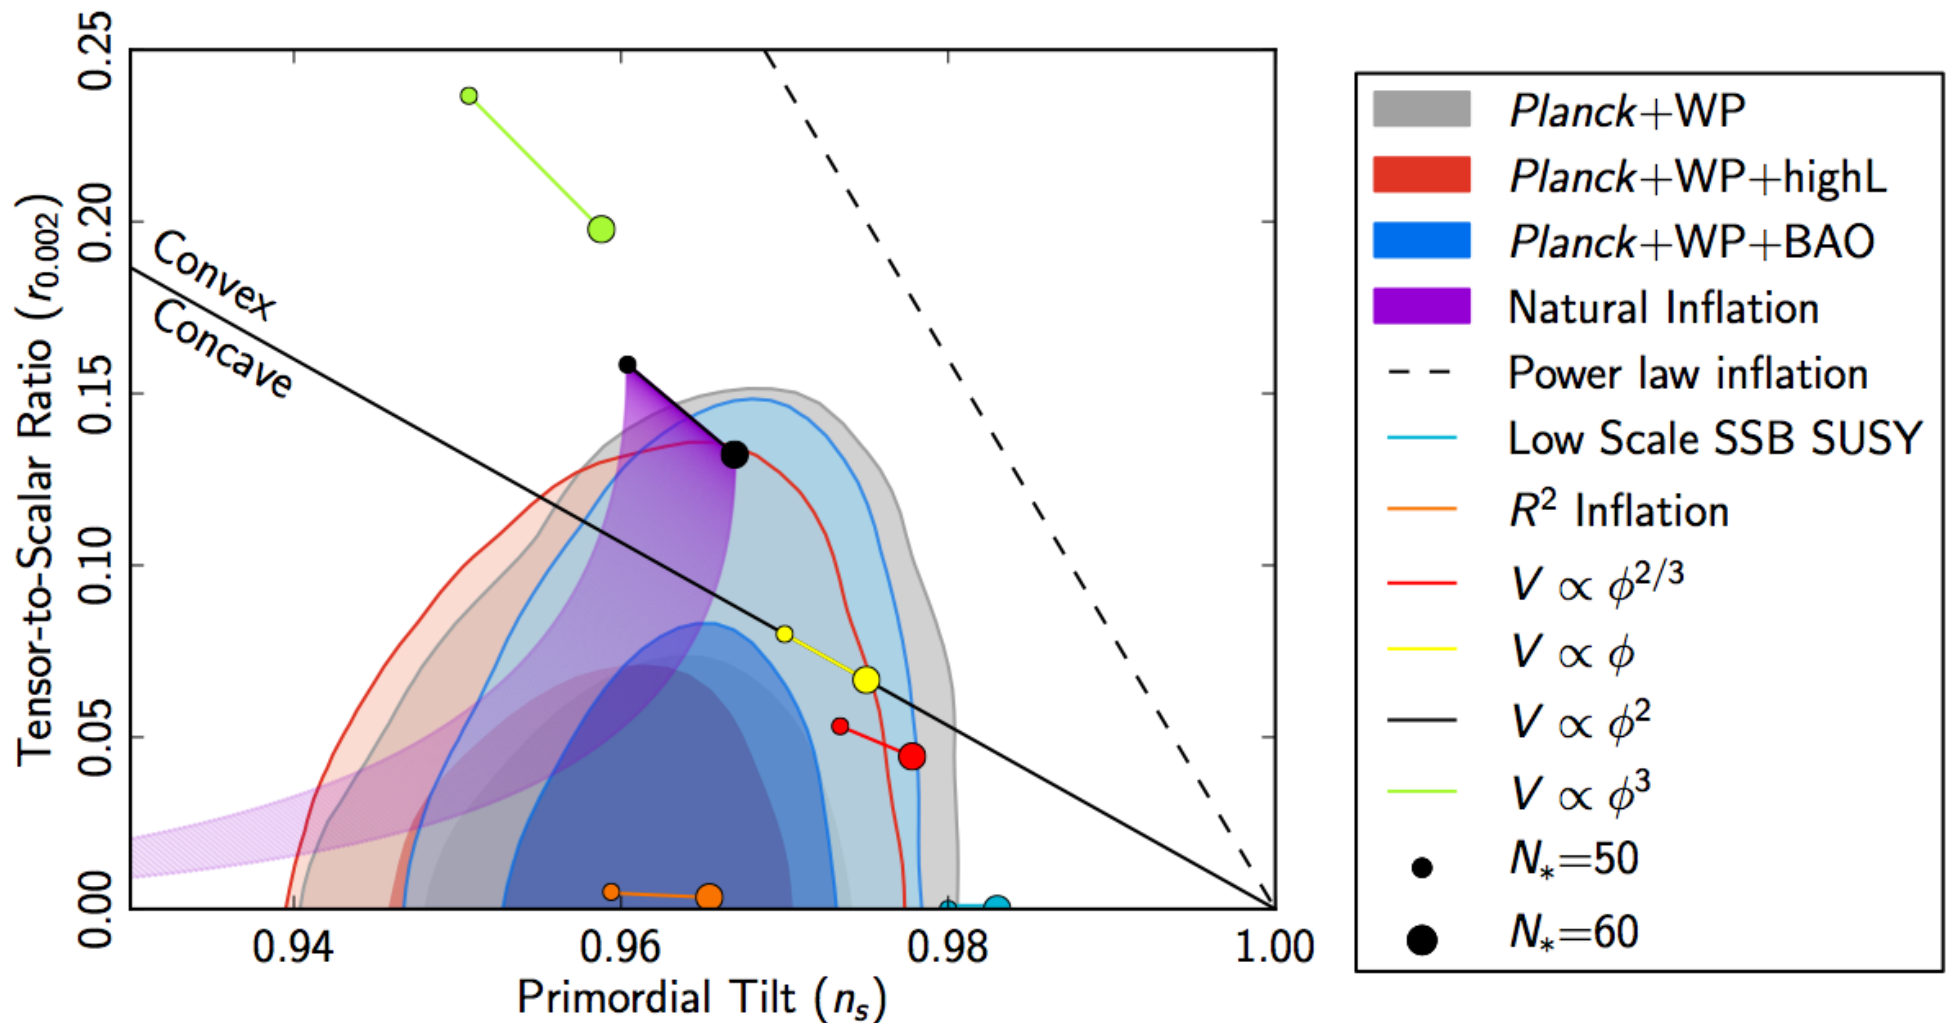 Tensor-to-Scalar Ratio (r₀.₀₀₂)
0.25
0.20
0.15
0.10
0.05
0.00
Convex
Concave
0.94 0.96 0.98 1.00
Primordial Tilt (nₛ)
Planck+WP
Planck+WP+highL
Planck+WP+BAO
Natural Inflation
Power law inflation
Low Scale SSB SUSY
R² Inflation
V ∝ ϕ²/³
V ∝ ϕ
V ∝ ϕ²
V ∝ ϕ³
N*=50
N*=60